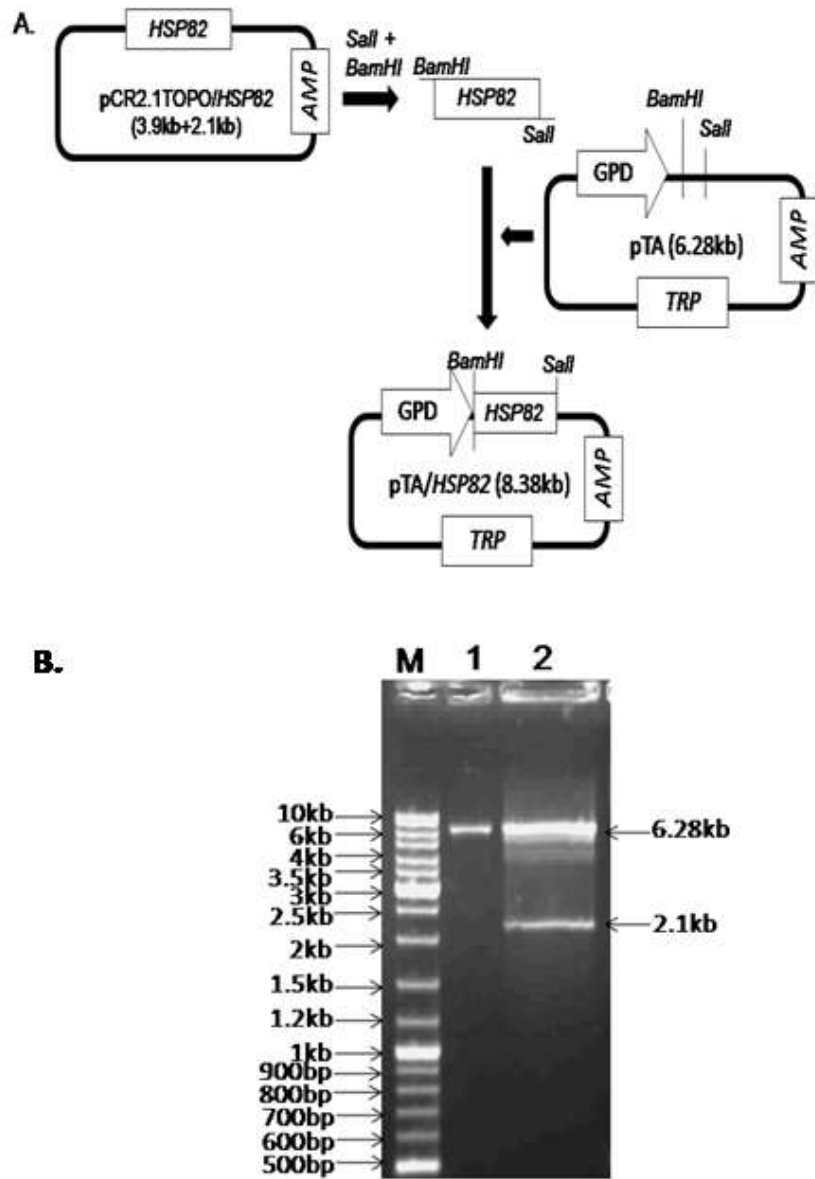 A.
HSP82
AMP
pCR2.1TOPO/HSP82
(3.9kb+2.1kb)
SalI +
BamHI
BamHI
HSP82
SalI
BamHI
SalI
GPD
AMP
pTA (6.28kb)
TRP
BamHI
SalI
GPD
HSP82
AMP
pTA/HSP82 (8.38kb)
TRP
B.
M 1 2
10kb
6kb
4kb
3.5kb
3kb
2.5kb
2kb
1.5kb
1.2kb
1kb
900bp
800bp
700bp
600bp
500bp
6.28kb
2.1kb